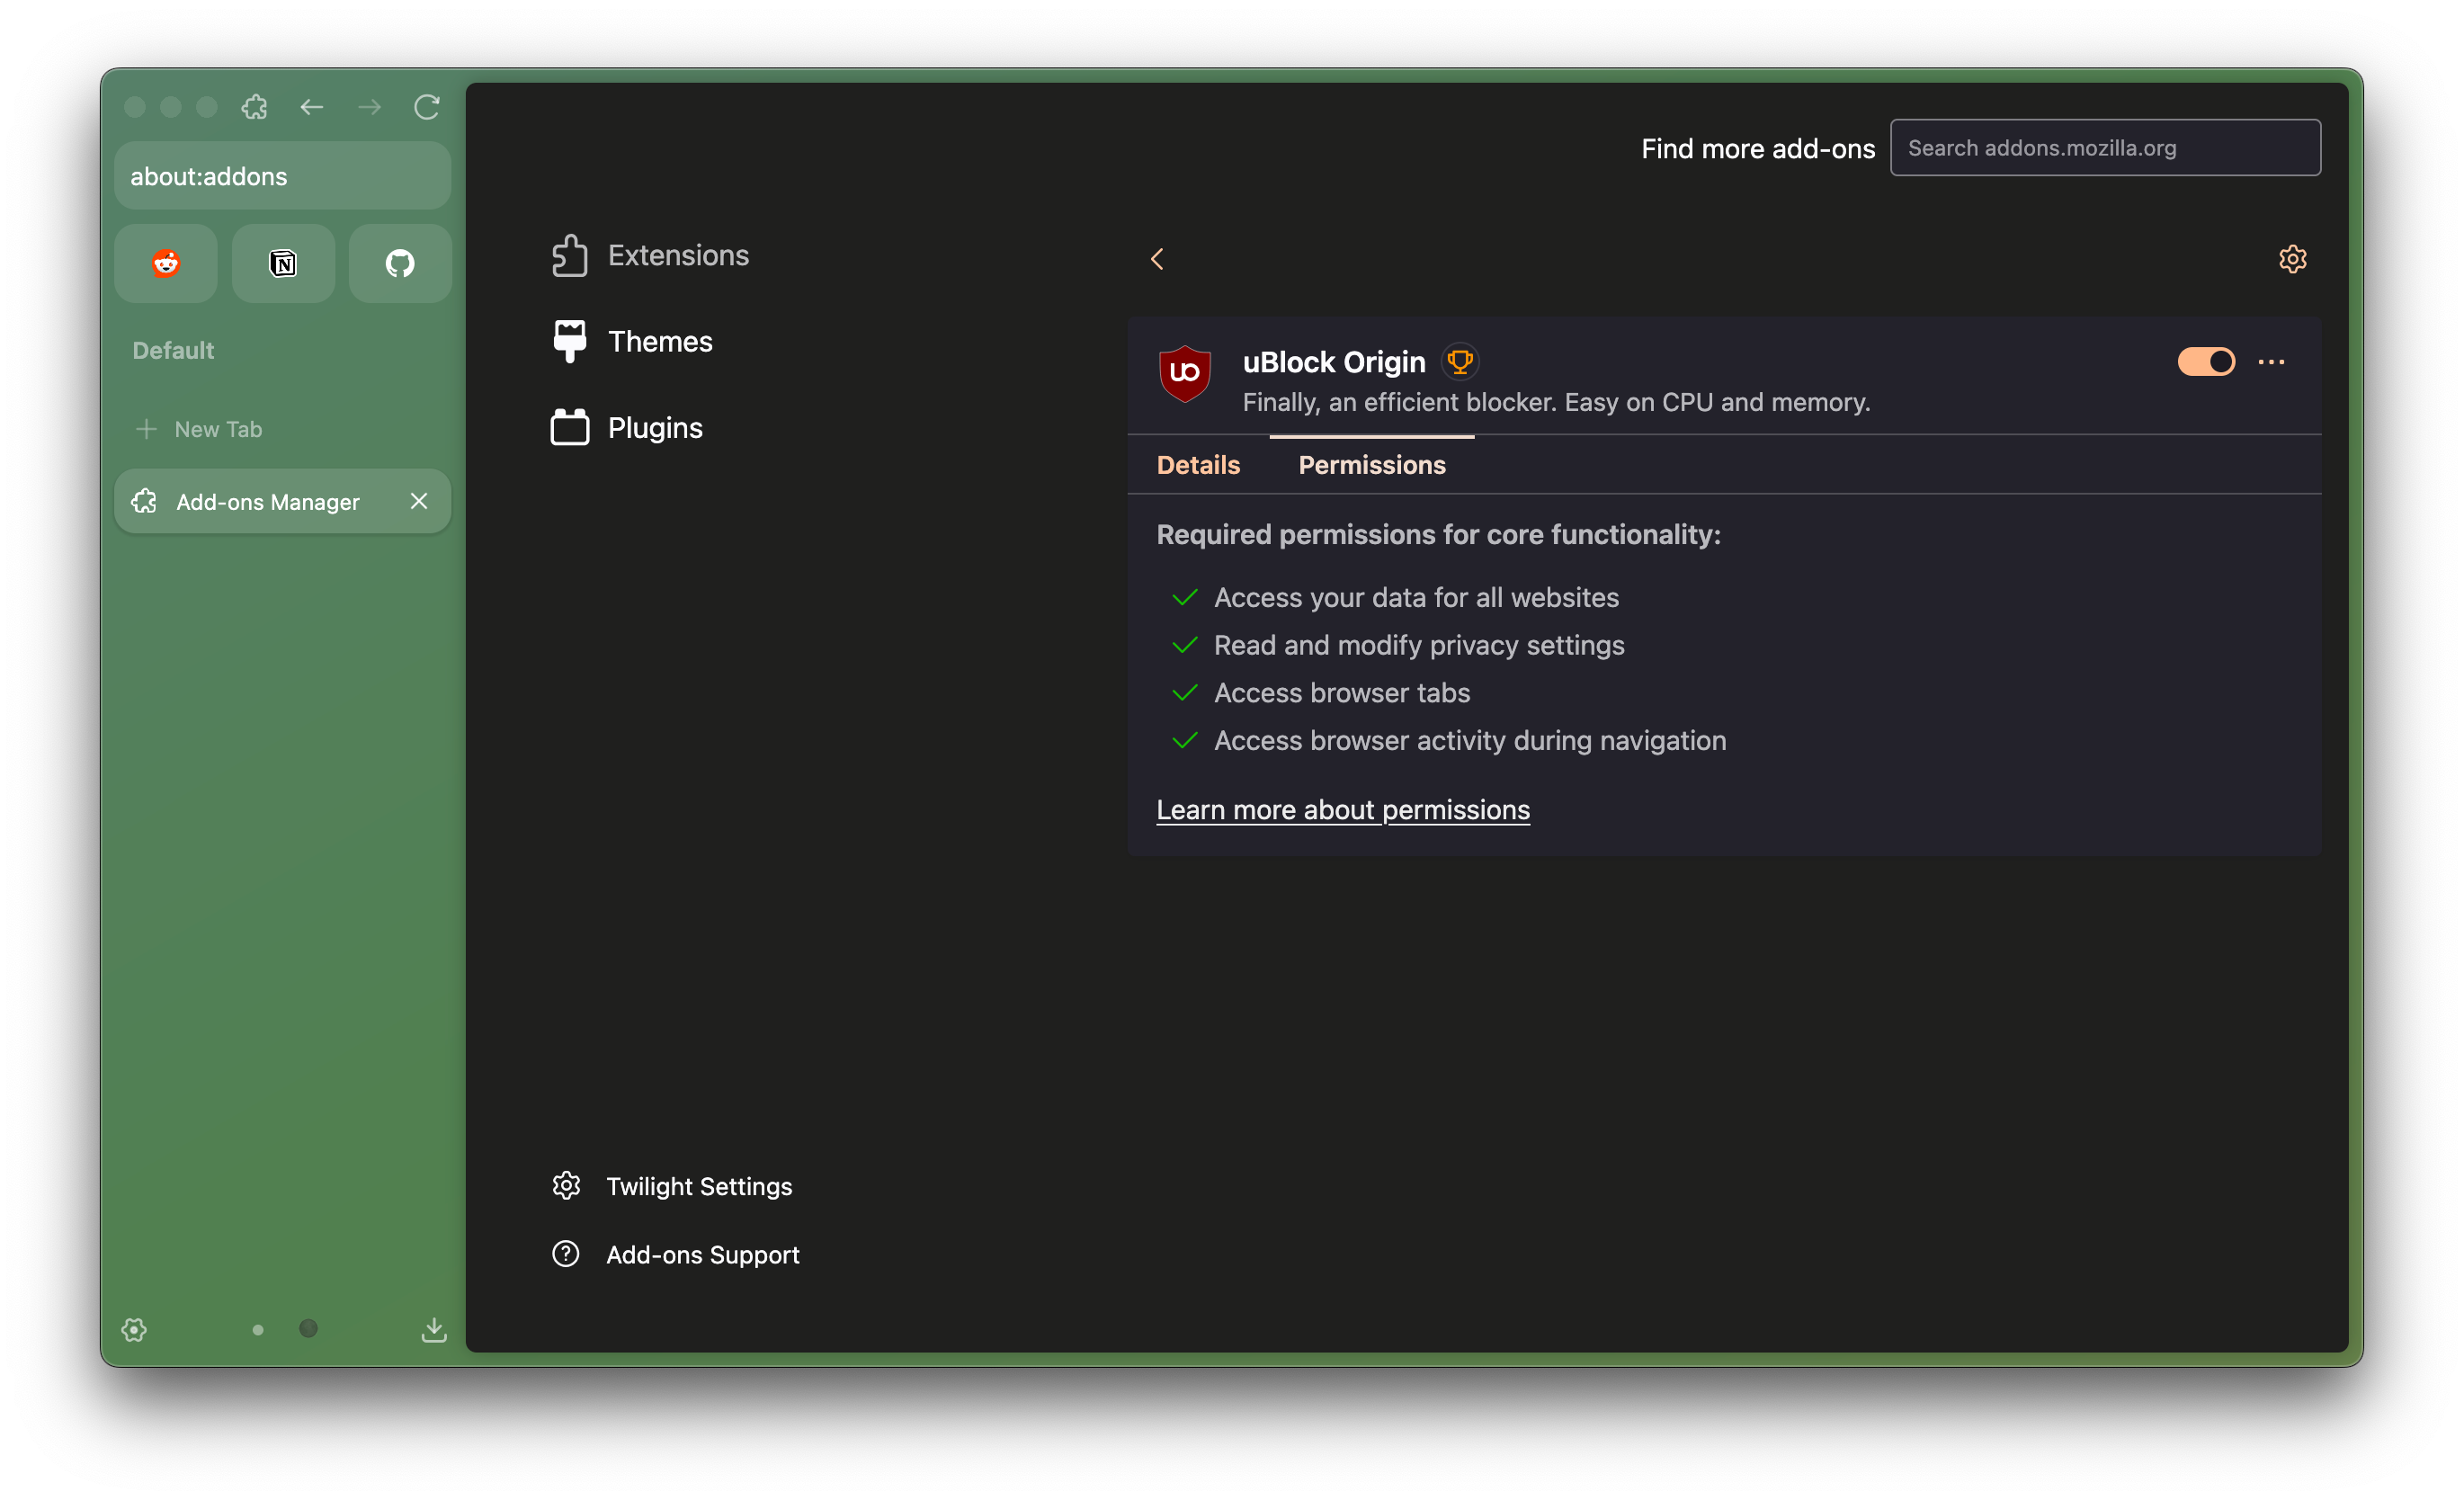 about:addons
Default
New Tab
Add-ons Manager
Find more add-ons
Search addons.mozilla.org
Extensions
Themes
Plugins
uBlock Origin
Finally, an efficient blocker. Easy on CPU and memory.
Details
Permissions
Required permissions for core functionality:
Access your data for all websites
Read and modify privacy settings
Access browser tabs
Access browser activity during navigation
Learn more about permissions
Twilight Settings
Add-ons Support